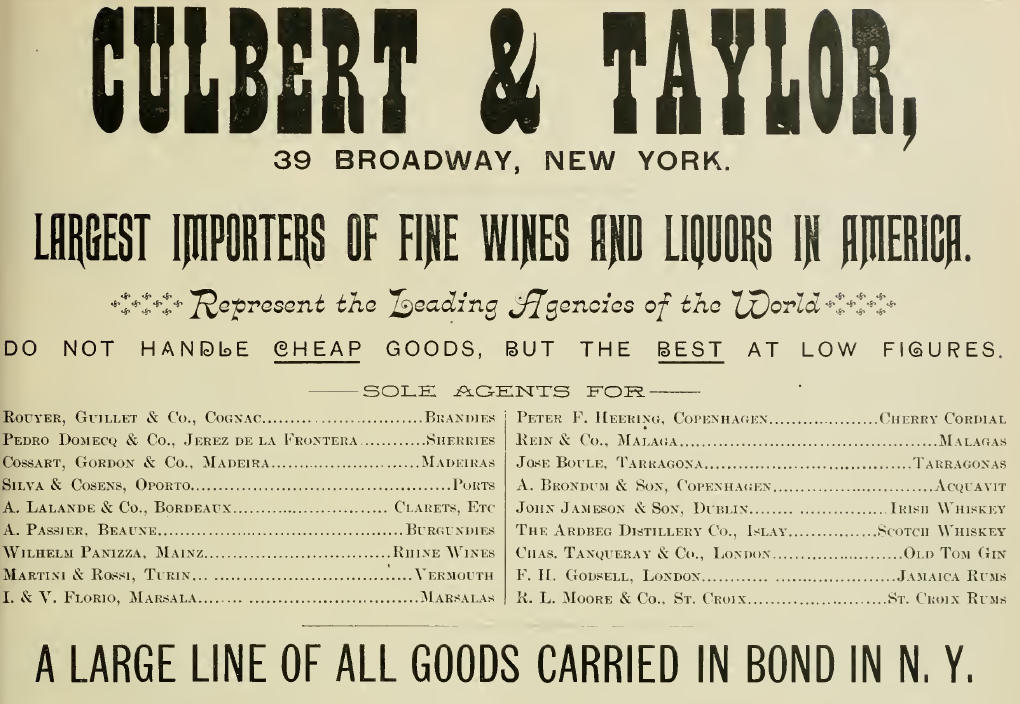 CULBERT & TAYLOR,
39 BROADWAY, NEW YORK.
LARGEST IMPORTERS OF FINE WINES AND LIQUORS IN AMERICA.
Represent the Leading Agencies of the World
DO NOT HANDLE CHEAP GOODS, BUT THE BEST AT LOW FIGURES.
SOLE AGENTS FOR
ROUYER, GUILLET & CO., COGNAC..........................BRANDIES
PEDRO DOMECQ & CO., JEREZ DE LA FRONTERA...........SHERRIES
COSSART, GORDON & CO., MADEIRA.........................MADEIRAS
SILVA & COSENS, OPORTO............................................PORTS
A. LALANDE & CO., BORDEAUX...........................CLARETS, ETC
A. PASSIER, BEAUNE..........................................BURGUNDIES
WILHELM PANIZZA, MAINZ................................RHINE WINES
MARTINI & ROSSI, TURIN.....................................VERMOUTH
I. & V. FLORIO, MARSALA.....................................MARSALAS
PETER F. HEERING, COPENHAGEN...................CHERRY CORDIAL
REIN & CO., MALAGA............................................MALAGAS
JOSE BOULE, TARRAGONA...................................TARRAGONAS
A. BRONDUM & SON, COPENHAGEN...........................ACQUAVIT
JOHN JAMESON & SON, DUBLIN.......................IRISH WHISKEY
THE ARDBEG DISTILLERY CO., ISLAY...............SCOTCH WHISKEY
CHAS. TANQUERAY & CO., LONDON.......................OLD TOM GIN
F. H. GODSELL, LONDON..................................JAMAICA RUMS
R. L. MOORE & CO., ST. CROIX.........................ST. CROIX RUMS
A LARGE LINE OF ALL GOODS CARRIED IN BOND IN N. Y.